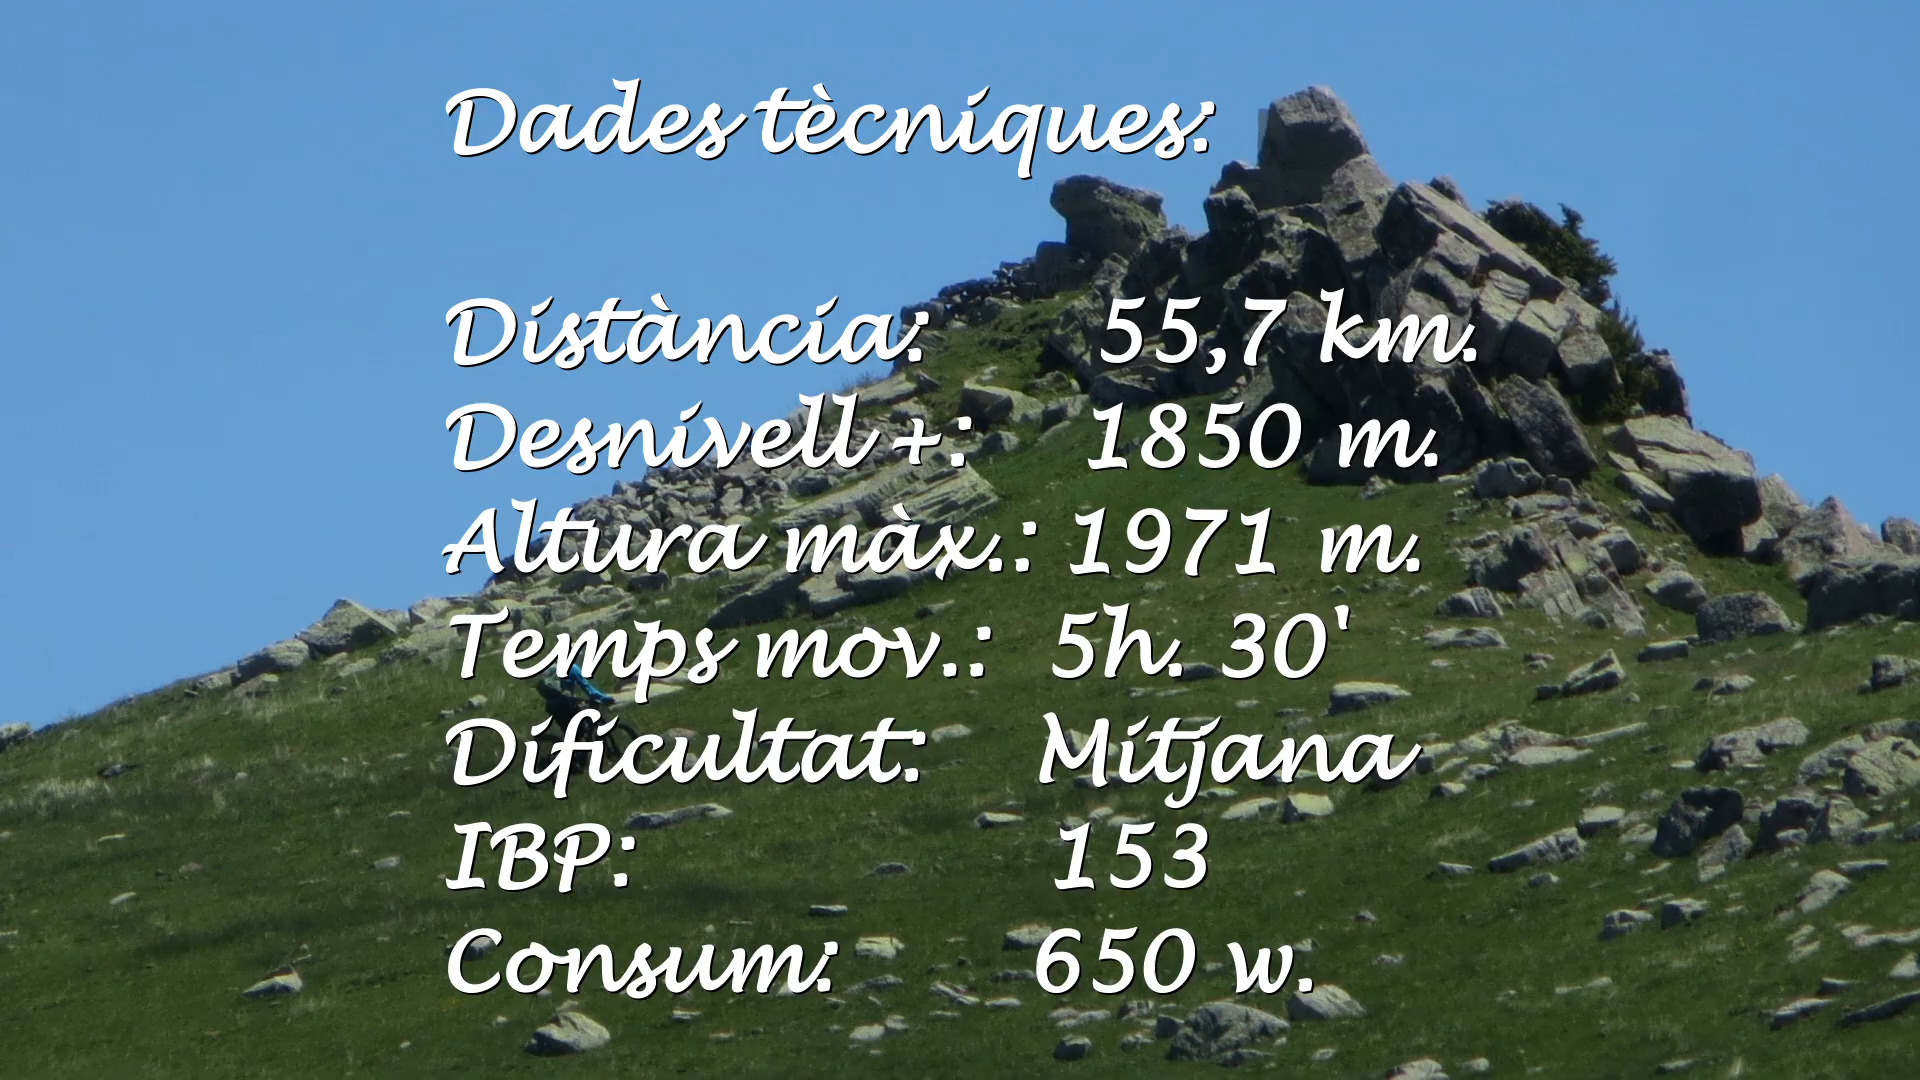 Dades tècniques:
Distància: 55,7 km.
Desnivell +: 1850 m.
Altura màx.: 1971 m.
Temps mov.: 5h. 30'
Dificultat: Mitjana
IBP: 153
Consum: 650 w.